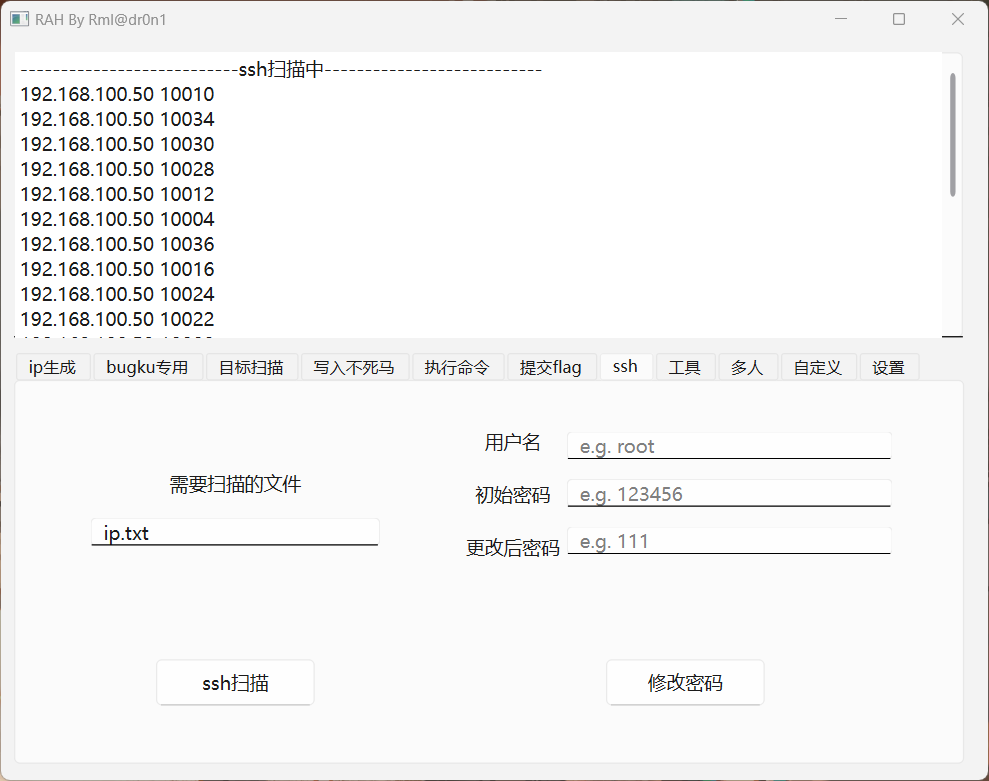 RAH By Rml@dr0n1
---------------------------ssh扫描中---------------------------
192.168.100.50 10010
192.168.100.50 10034
192.168.100.50 10030
192.168.100.50 10028
192.168.100.50 10012
192.168.100.50 10004
192.168.100.50 10036
192.168.100.50 10016
192.168.100.50 10024
192.168.100.50 10022
ip生成 bugku专用 目标扫描 写入不死马 执行命令 提交flag ssh 工具 多人 自定义 设置
用户名 e.g. root
需要扫描的文件
初始密码 e.g. 123456
ip.txt
更改后密码 e.g. 111
ssh扫描 修改密码